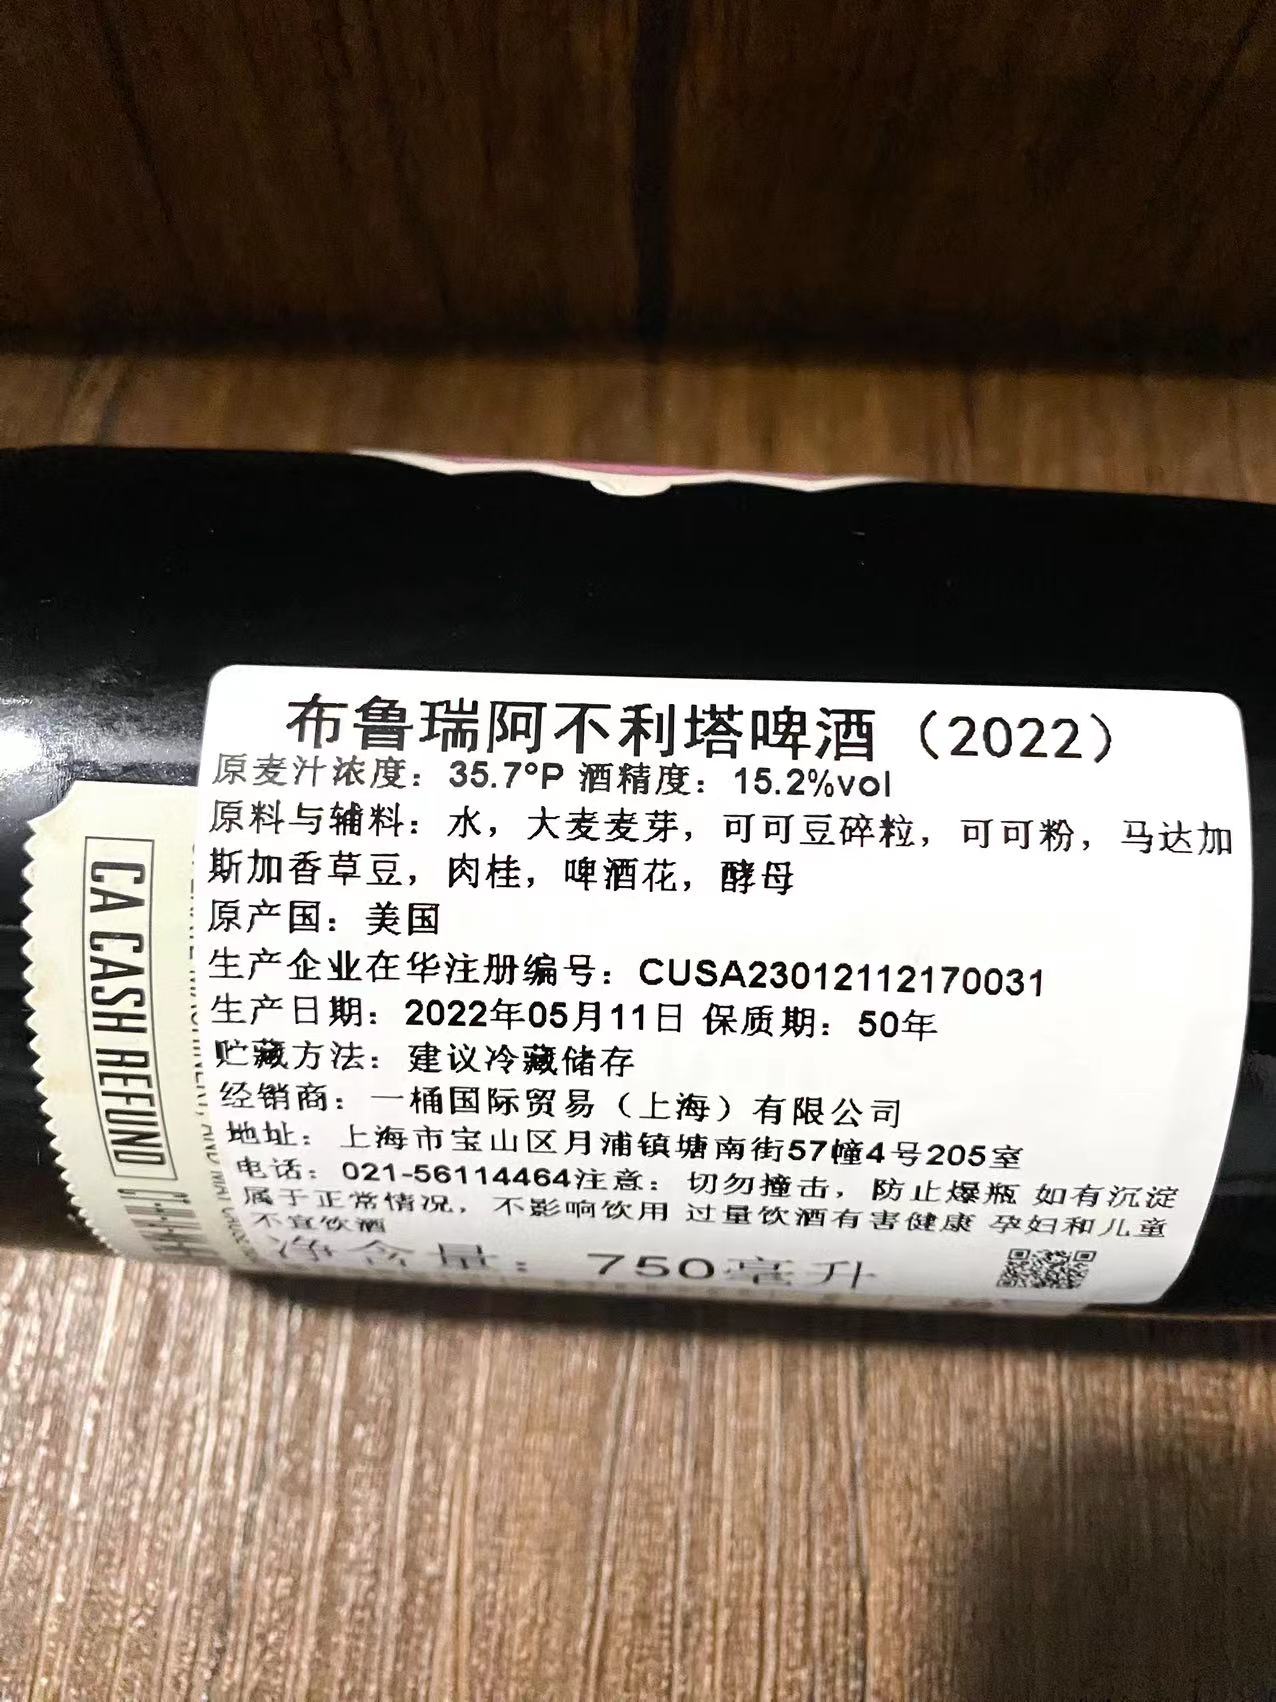 布鲁瑞阿不利塔啤酒（2022）
原麦汁浓度：35.7°P 酒精度：15.2%vol
原料与辅料：水，大麦麦芽，可可豆碎粒，可可粉，马达加
斯加香草豆，肉桂，啤酒花，酵母
原产国：美国
生产企业在华注册编号：CUSA23012112170031
生产日期：2022年05月11日 保质期：50年
贮藏方法：建议冷藏储存
经销商：一桶国际贸易（上海）有限公司
地址：上海市宝山区月浦镇塘南街57幢4号205室
电话：021-56114464注意：切勿撞击，防止爆瓶 如有沉淀
属于正常情况，不影响饮用 过量饮酒有害健康 孕妇和儿童
不宜饮酒
净含量：750毫升
CA CASH REFUND